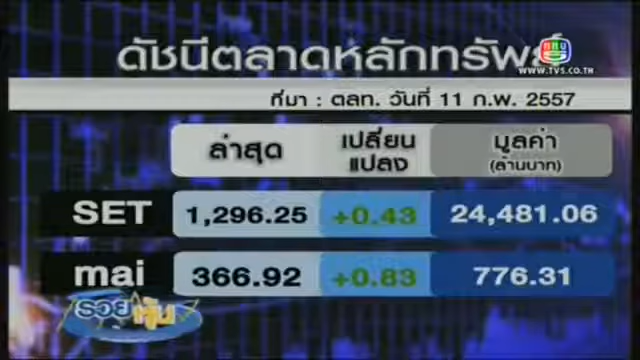 ดัชนีตลาดหลักทรัพย์
WWW.TVS.CO.TH
ที่มา : ตลท. วันที่ 11 ก.พ. 2557
ล่าสุด เปลี่ยนแปลง มูลค่า (ล้านบาท)
SET 1,296.25 +0.43 24,481.06
mai 366.92 +0.83 776.31
รวยหุ้น